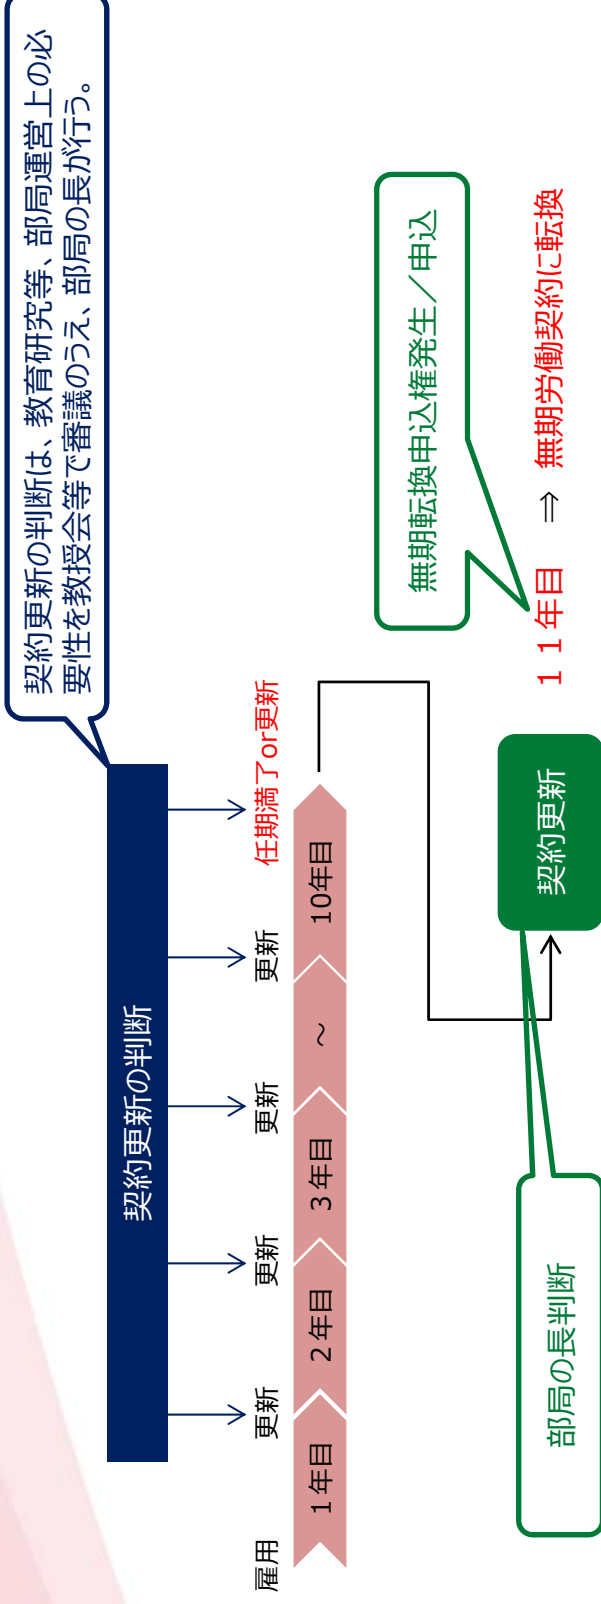 契約更新の判断は、教育研究等、部局運営上の必
要性を教授会等で審議のうえ、部局の長が行う。
契約更新の判断
雇用
更新
更新
更新
更新
任期満了or更新
1年目
2年目
3年目
～
10年目
無期転換申込権発生／申込
部局の長判断
契約更新
11年目 ⇒ 無期労働契約に転換